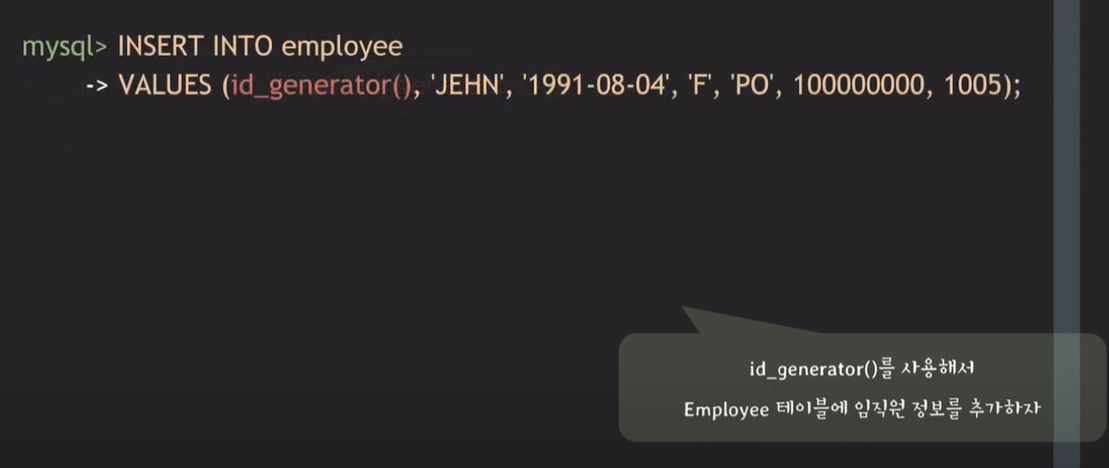 mysql> INSERT INTO employee
-> VALUES (id_generator(), 'JEHN', '1991-08-04', 'F', 'PO', 100000000, 1005);
id_generator()를 사용해서
Employee 테이블에 임직원 정보를 추가하자